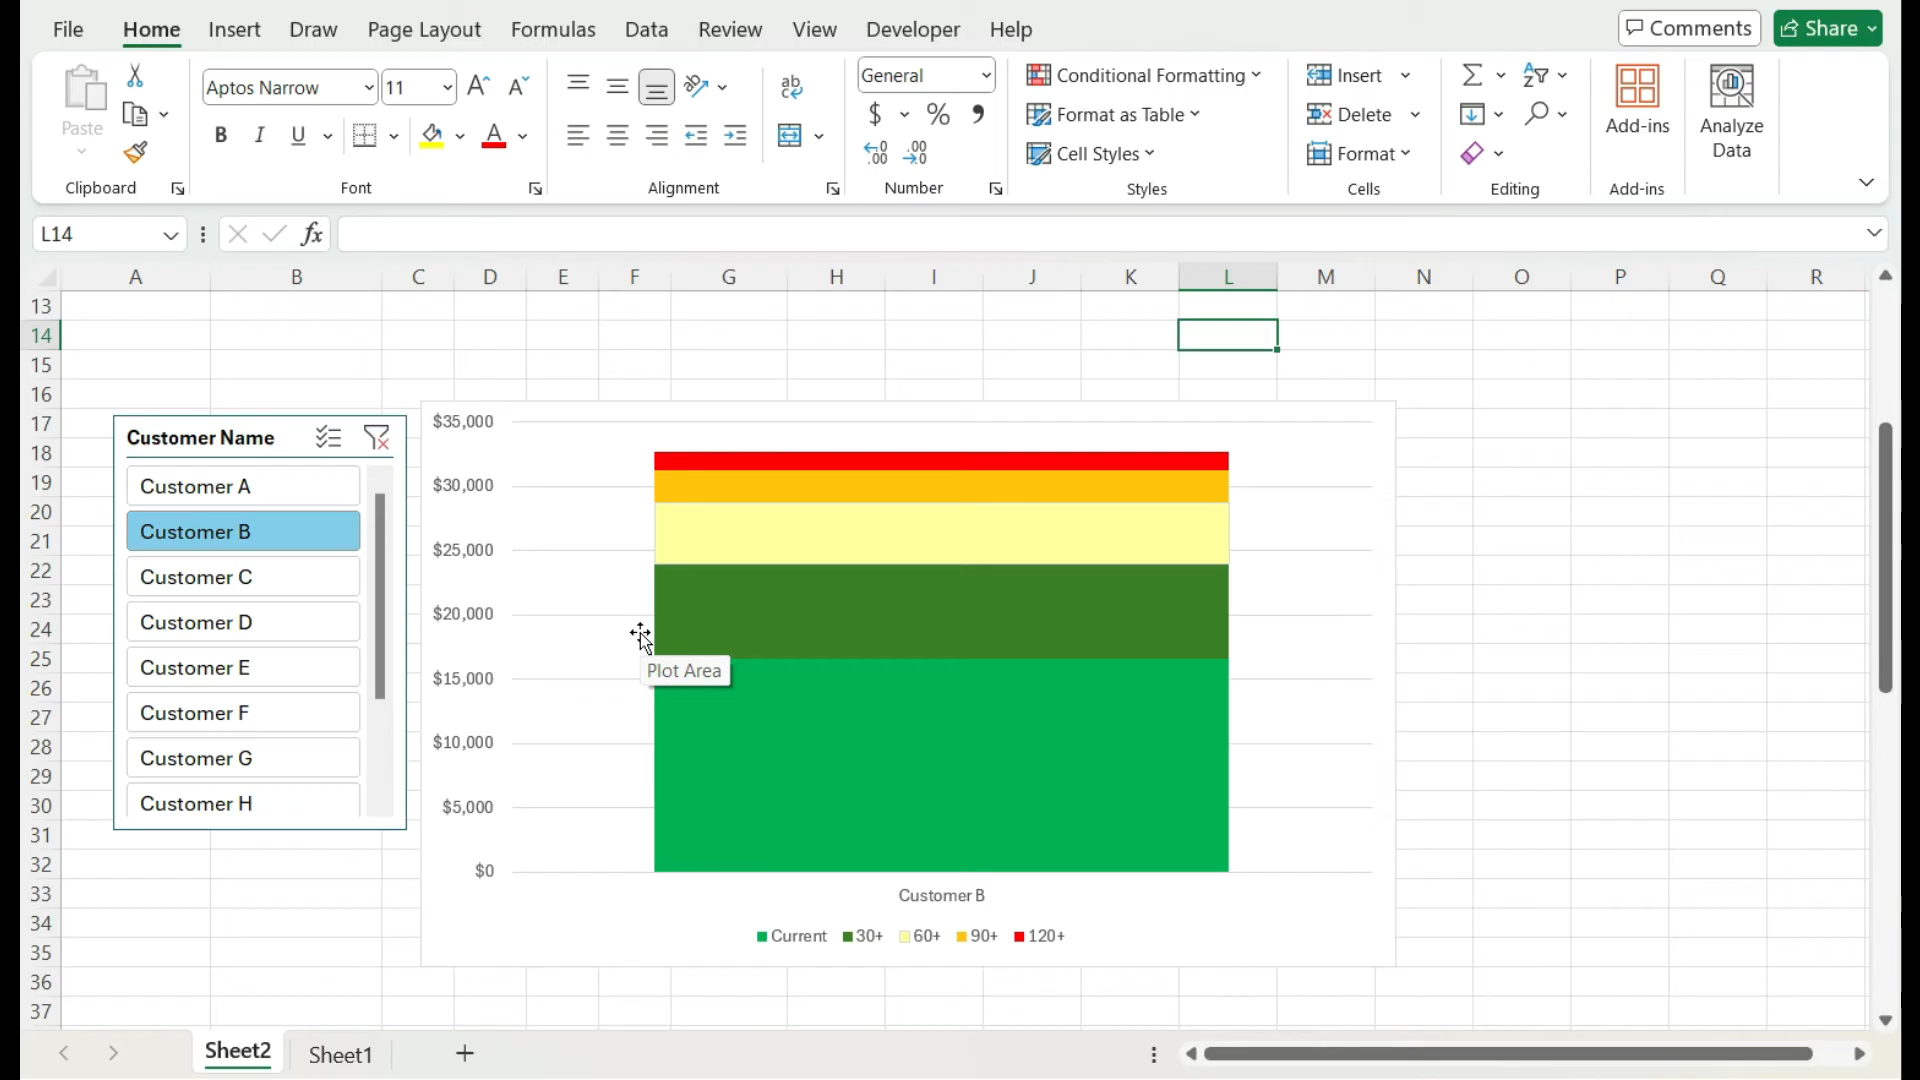 File Home Insert Draw Page Layout Formulas Data Review View Developer Help Comments Share
Aptos Narrow 11 General Conditional Formatting Insert
Paste $ % Format as Table Delete Add-ins Analyze Data
B I U A Cell Styles Format
Clipboard Font Alignment Number Styles Cells Editing Add-ins
L14 fx
A B C D E F G H I J K L M N O P Q R
13
14
15
16
17
18
19
20
21
22
23
24
25
26
27
28
29
30
31
32
33
34
35
36
37
Customer Name
Customer A
Customer B
Customer C
Customer D
Customer E
Customer F
Customer G
Customer H
$35,000
$30,000
$25,000
$20,000
$15,000
$10,000
$5,000
$0
Plot Area
Customer B
Current 30+ 60+ 90+ 120+
Sheet2 Sheet1